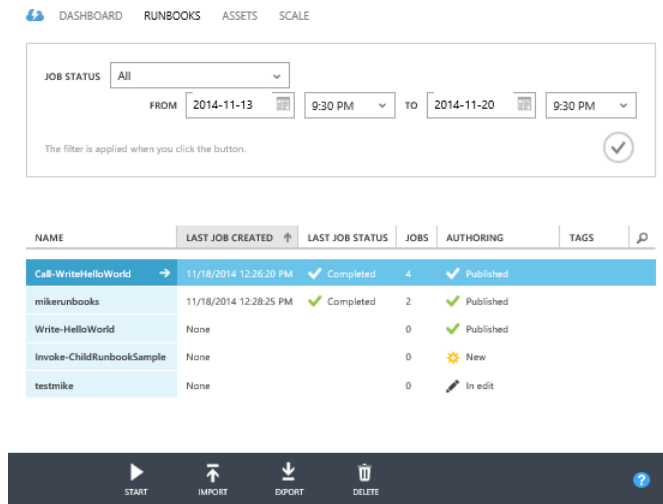 DASHBOARD RUNBOOKS ASSETS SCALE
JOB STATUS All
FROM 2014-11-13 9:30 PM TO 2014-11-20 9:30 PM
The filter is applied when you click the button.
NAME LAST JOB CREATED LAST JOB STATUS JOBS AUTHORING TAGS
Call-WriteHelloWorld 11/18/2014 12:26:20 PM Completed 4 Published
mikerunbooks 11/18/2014 12:28:25 PM Completed 2 Published
Write-HelloWorld None 0 Published
Invoke-ChildRunbookSample None 0 New
testmike None 0 In edit
START IMPORT EXPORT DELETE ?